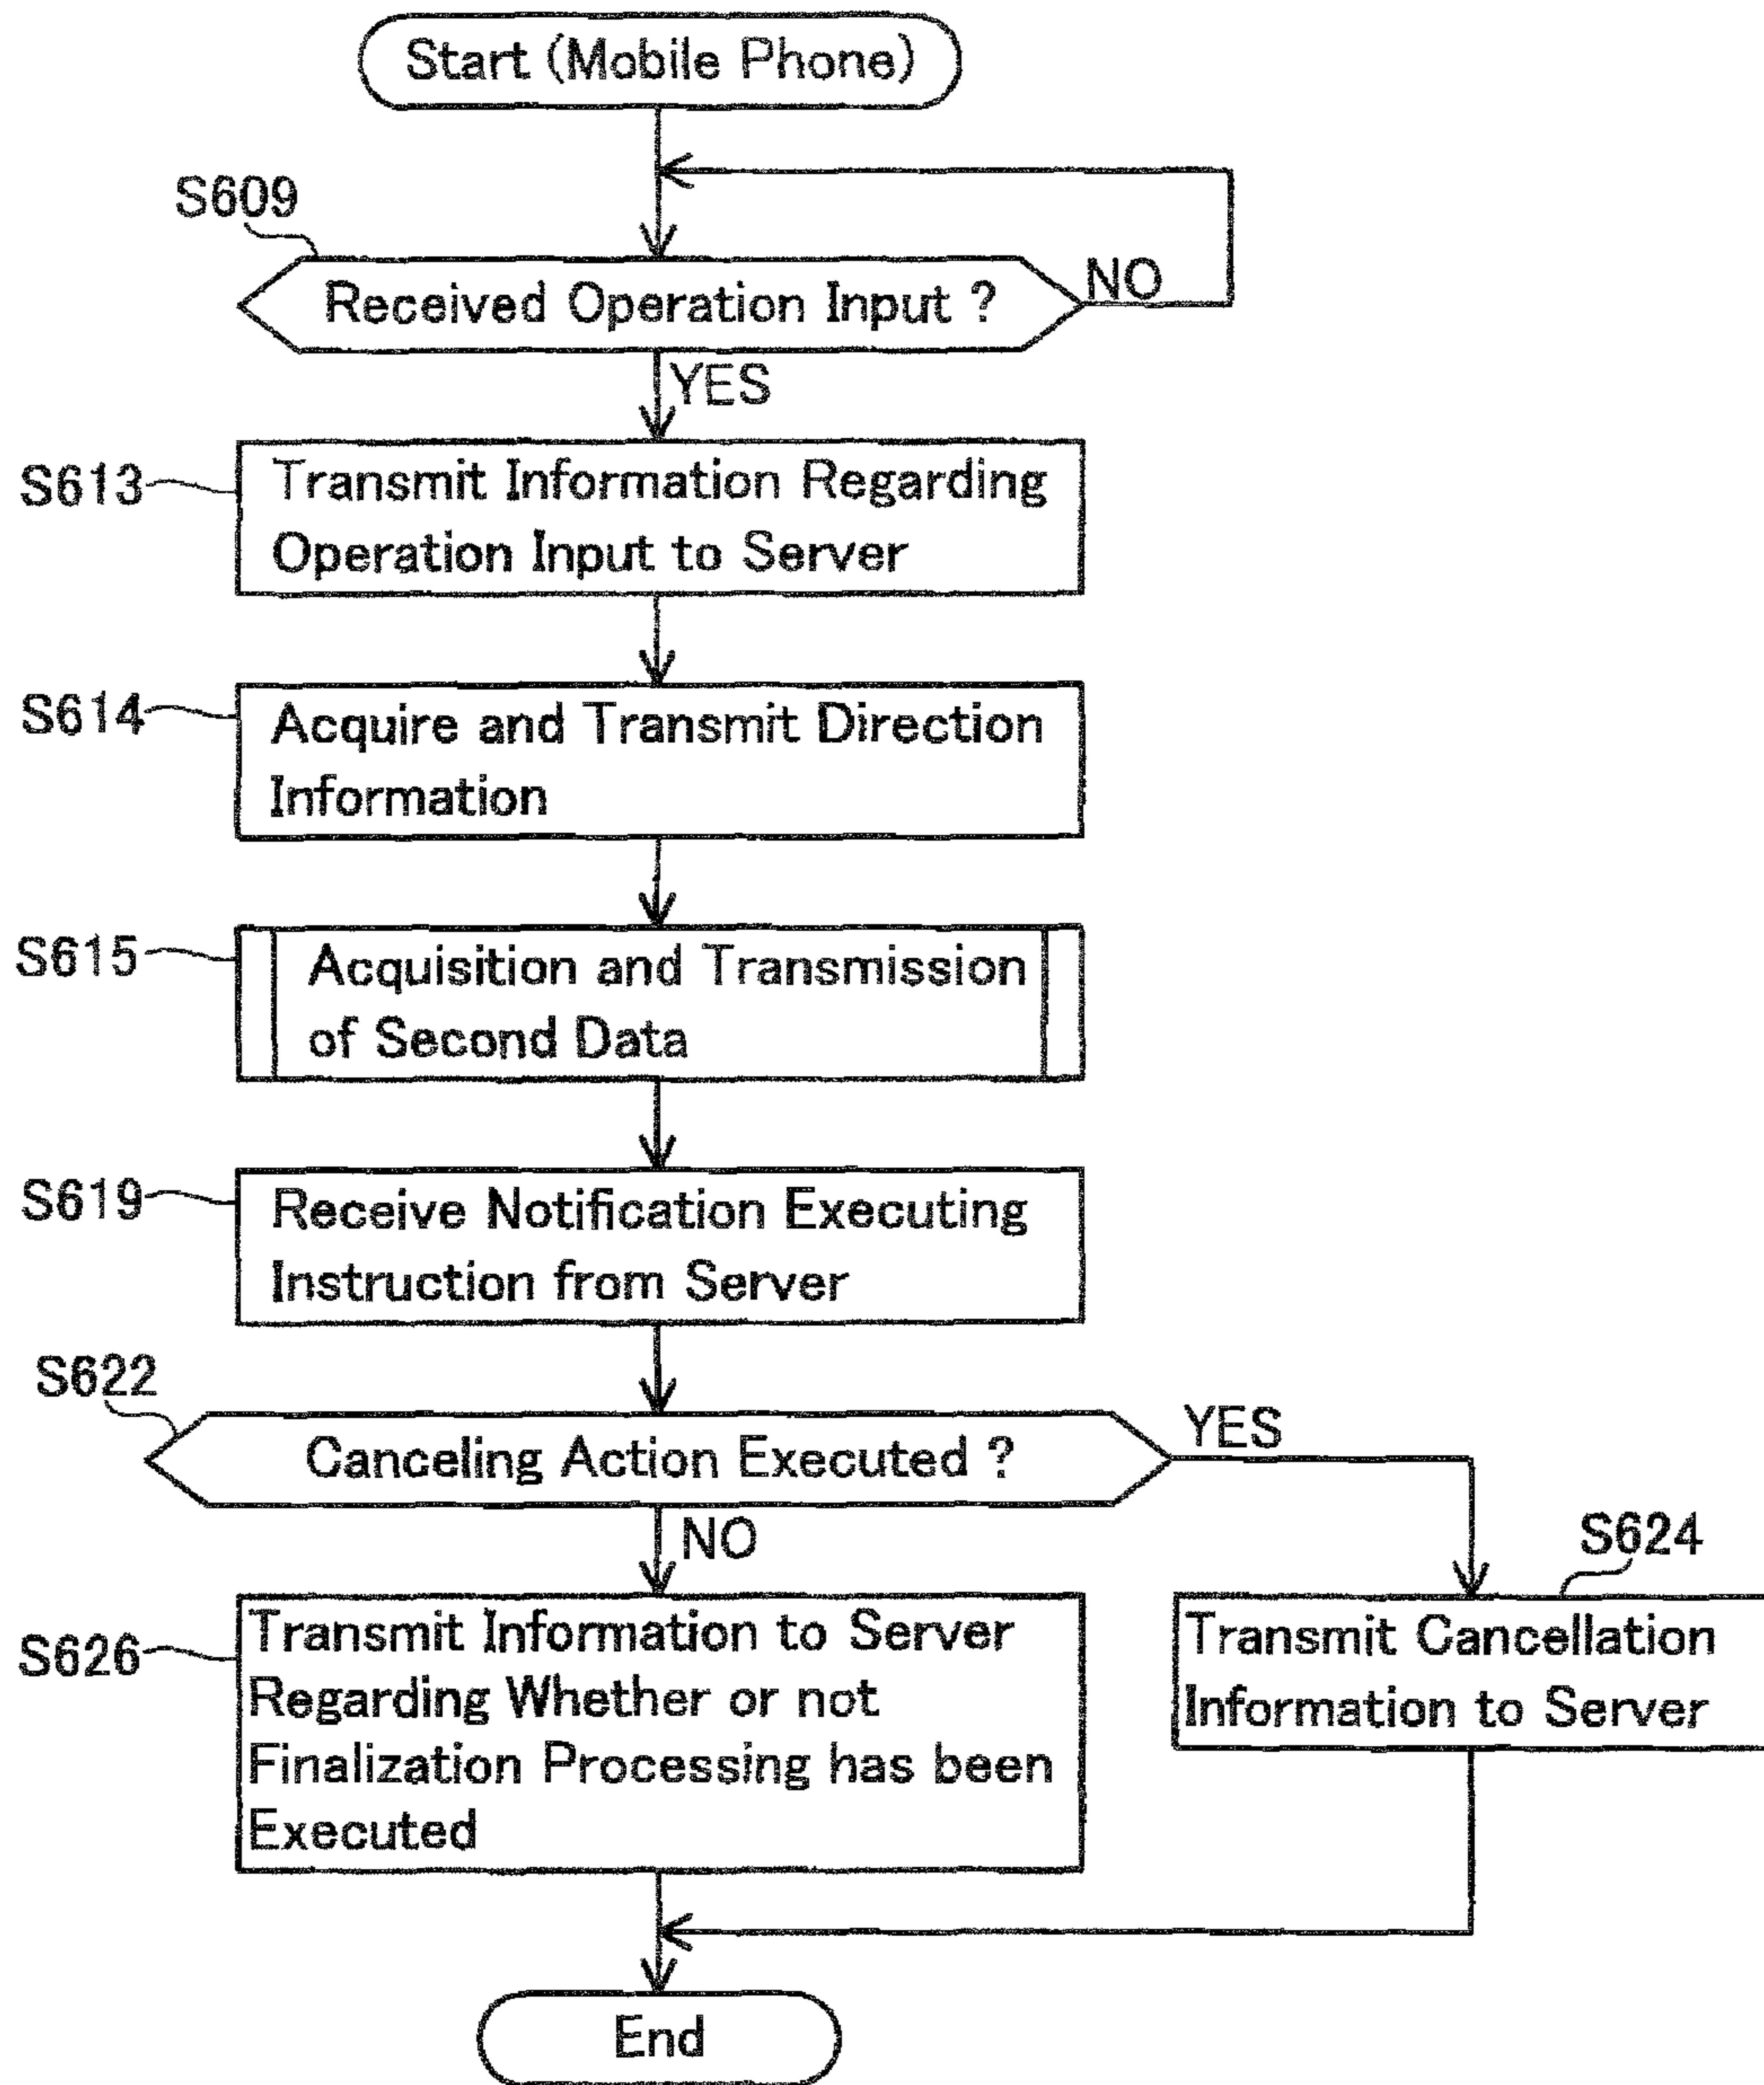 Start (Mobile Phone)
S609
Received Operation Input ?
NO
YES
S613
Transmit Information Regarding
Operation Input to Server
S614
Acquire and Transmit Direction
Information
S615
Acquisition and Transmission
of Second Data
S619
Receive Notification Executing
Instruction from Server
S622
Canceling Action Executed ?
YES
NO
S624
Transmit Cancellation
Information to Server
S626
Transmit Information to Server
Regarding Whether or not
Finalization Processing has been
Executed
End